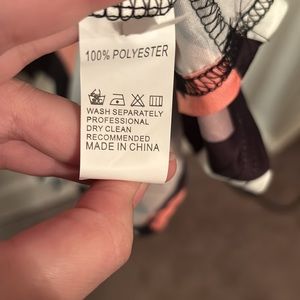 100% POLYESTER
WASH SEPARATELY
PROFESSIONAL
DRY CLEAN
RECOMMENDED
MADE IN CHINA